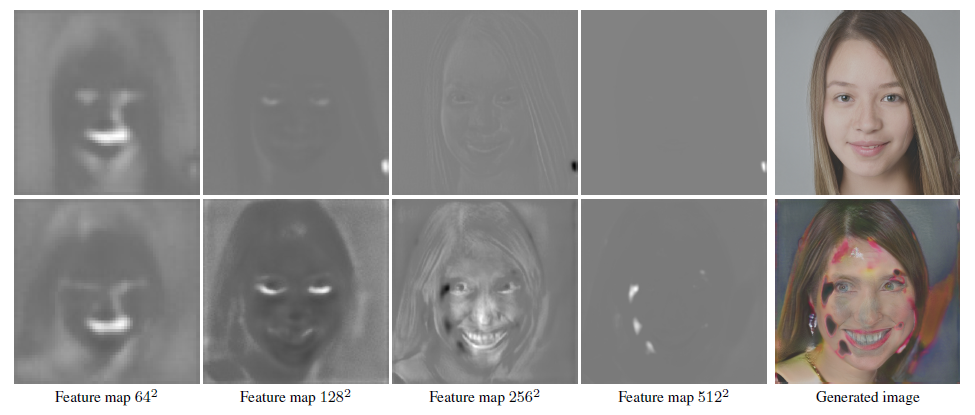 Feature map 64²
Feature map 128²
Feature map 256²
Feature map 512²
Generated image